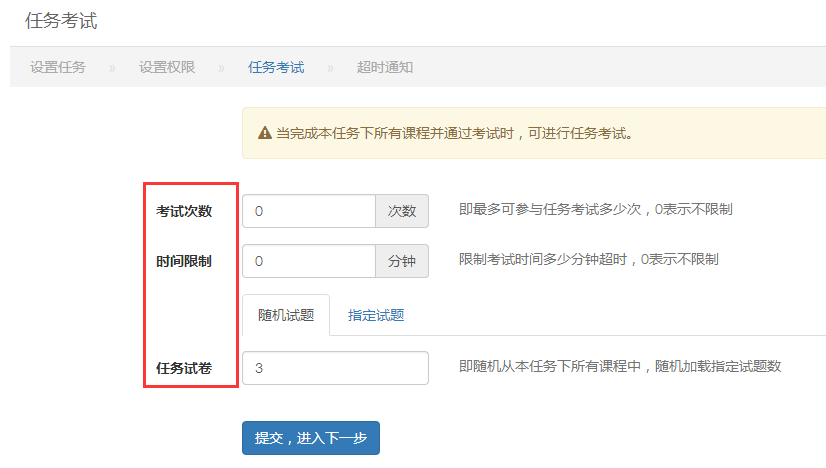 任务考试
设置任务 » 设置权限 » 任务考试 » 超时通知
当完成本任务下所有课程并通过考试时，可进行任务考试。
考试次数 0 次数 即最多可参与任务考试多少次，0表示不限制
时间限制 0 分钟 限制考试时间多少分钟超时，0表示不限制
随机试题 指定试题
任务试卷 3 即随机从本任务下所有课程中，随机加载指定试题数
提交，进入下一步